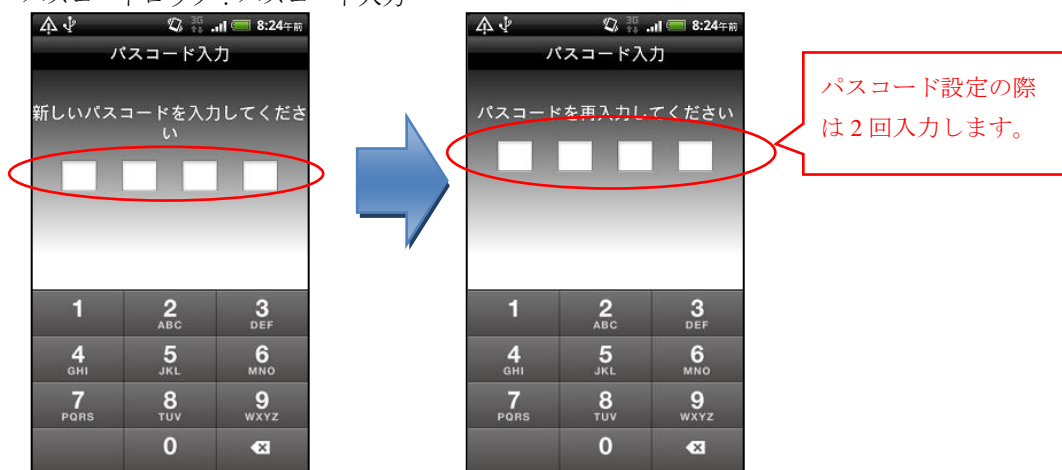 パスコードロック：パスコード入力
3G 8:24午前
パスコード入力
新しいパスコードを入力してくださ
い
1
2
ABC
3
DEF
4
GHI
5
JKL
6
MNO
7
PQRS
8
TUV
9
WXYZ
0
3G 8:24午前
パスコード入力
パスコードを再入力してください
1
2
ABC
3
DEF
4
GHI
5
JKL
6
MNO
7
PQRS
8
TUV
9
WXYZ
0
パスコード設定の際
は 2 回入力します。